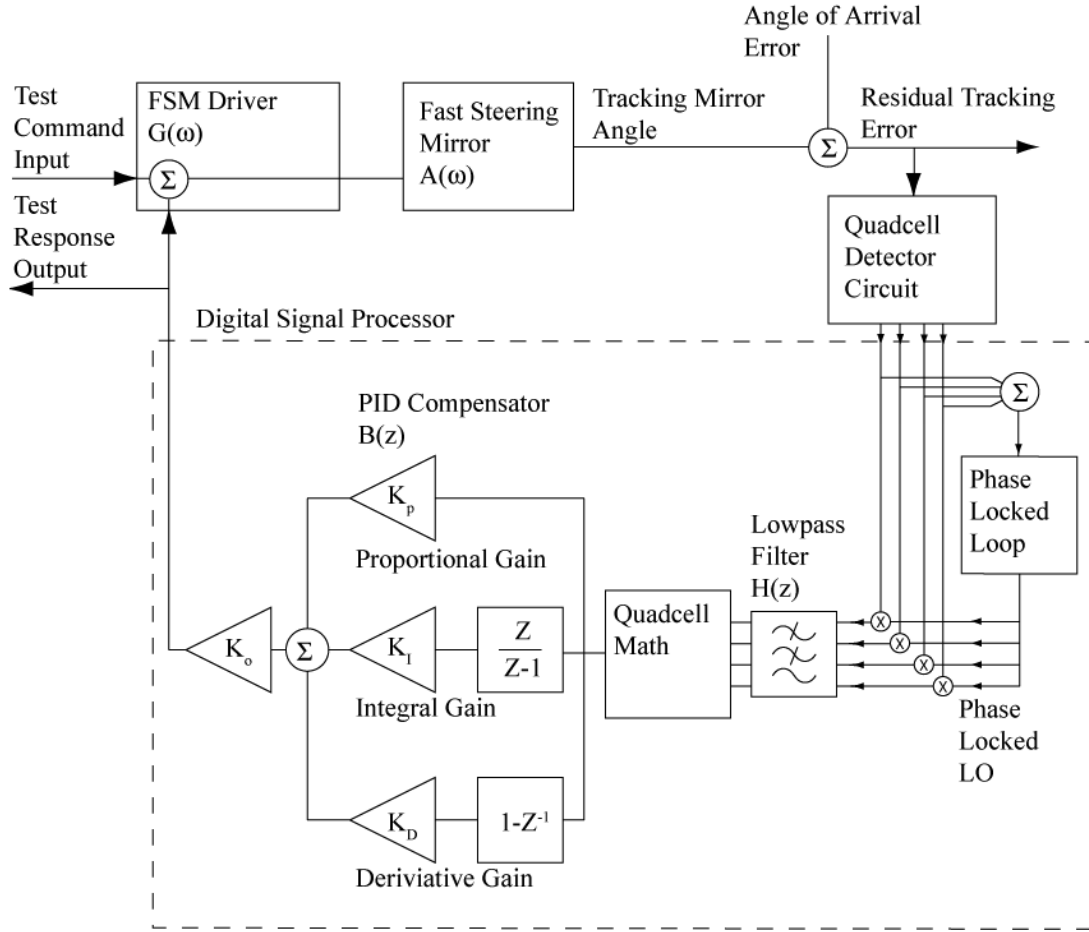 Angle of Arrival
Error
Test
Command
Input
FSM Driver
G(ω)
Σ
Fast Steering
Mirror
A(ω)
Tracking Mirror
Angle
Σ
Residual Tracking
Error
Test
Response
Output
Quadcell
Detector
Circuit
Digital Signal Processor
Σ
PID Compensator
B(z)
Kp
Proportional Gain
Phase
Locked
Loop
Lowpass
Filter
H(z)
Quadcell
Math
X
X
X
X
Ko
Σ
KI
Z
Z-1
Integral Gain
Phase
Locked
LO
KD
1-Z-1
Deriviative Gain